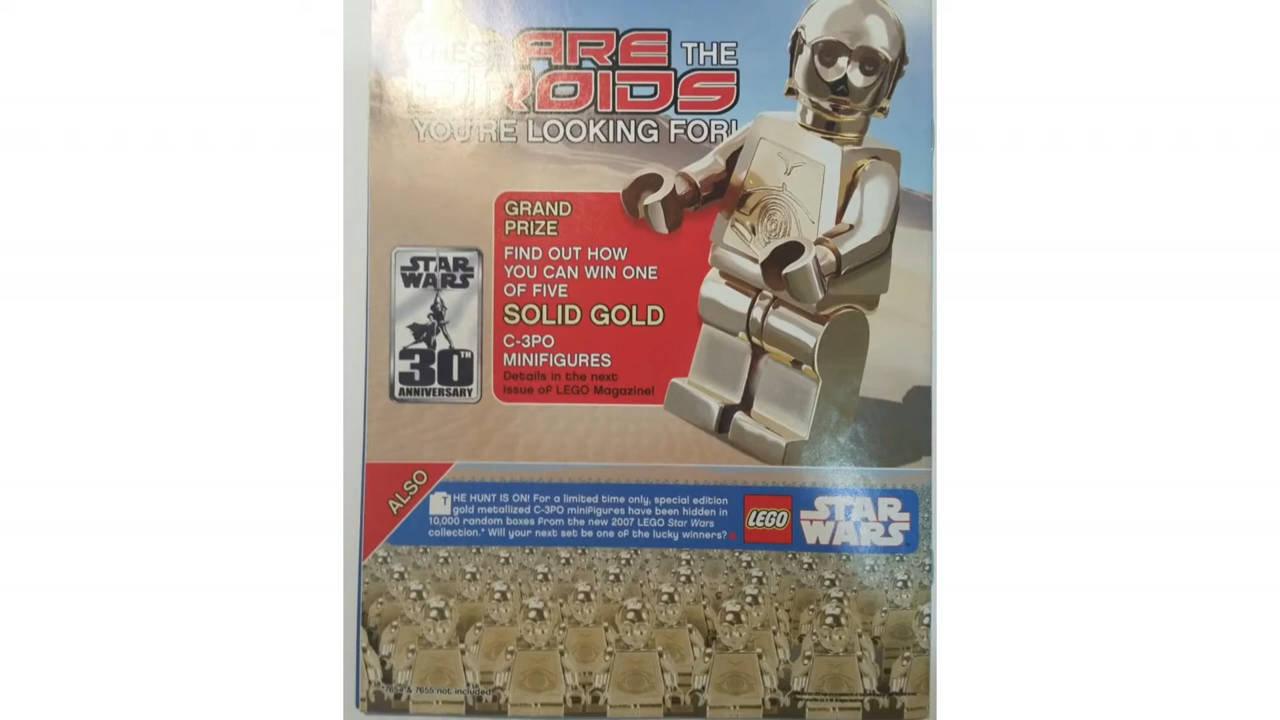 THESE ARE THE
DROIDS
YOU'RE LOOKING FOR!
GRAND
PRIZE
FIND OUT HOW
YOU CAN WIN ONE
OF FIVE
SOLID GOLD
C-3PO
MINIFIGURES
Details in the next
issue of LEGO Magazine!
STAR
WARS
30TH
ANNIVERSARY
ALSO
THE HUNT IS ON! For a limited time only, special edition
gold metallized C-3PO minifigures have been hidden in
10,000 random boxes from the new 2007 LEGO Star Wars
collection.* Will your next set be one of the lucky winners?
LEGO
STAR
WARS
*7654 & 7655 not included